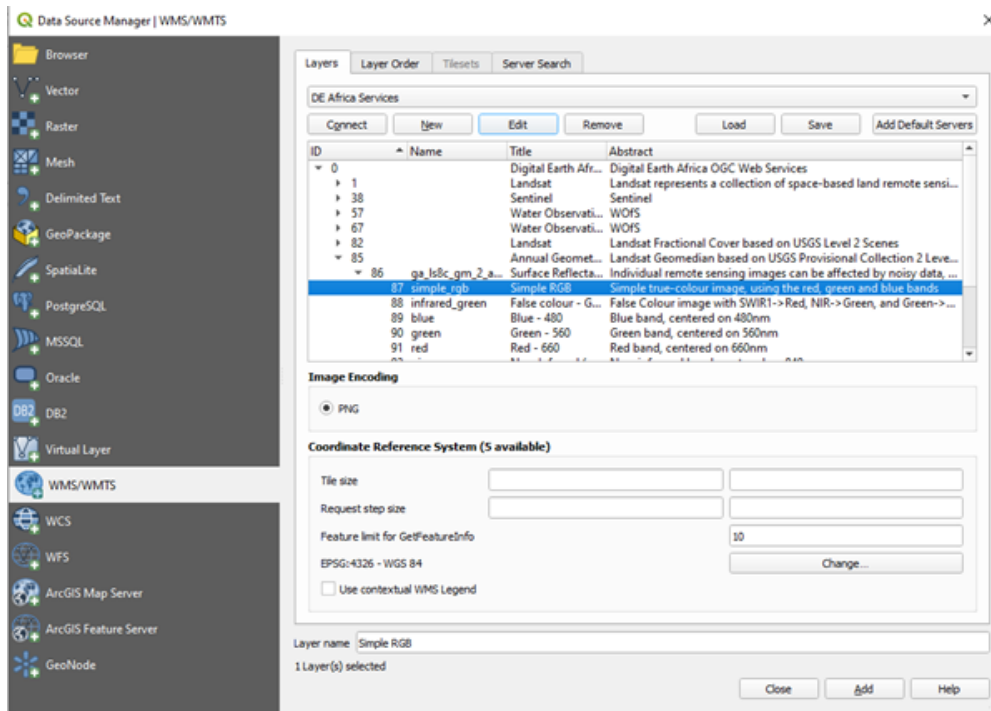 Data Source Manager | WMS/WMTS
Browser
Vector
Raster
Mesh
Delimited Text
GeoPackage
SpatiaLite
PostgreSQL
MSSQL
Oracle
DB2 DB2
Virtual Layer
WMS/WMTS
WCS
WFS
ArcGIS Map Server
ArcGIS Feature Server
GeoNode
Layers Layer Order Tilesets Server Search
DE Africa Services
Connect New Edit Remove Load Save Add Default Servers
ID Name Title Abstract
0 Digital Earth Afr... Digital Earth Africa OGC Web Services
1 Landsat Landsat represents a collection of space-based land remote sensi...
38 Sentinel Sentinel
57 Water Observati... WOfS
67 Water Observati... WOfS
82 Landsat Landsat Fractional Cover based on USGS Level 2 Scenes
85 Annual Geomet... Landsat Geomedian based on USGS Provisional Collection 2 Leve...
86 ga_ls8c_gm_2_a... Surface Reflecta... Individual remote sensing images can be affected by noisy data, ...
87 simple_rgb Simple RGB Simple true-colour image, using the red, green and blue bands
88 infrared_green False colour - G... False Colour image with SWIR1->Red, NIR->Green, and Green->...
89 blue Blue - 480 Blue band, centered on 480nm
90 green Green - 560 Green band, centered on 560nm
91 red Red - 660 Red band, centered on 660nm
Image Encoding
PNG
Coordinate Reference System (5 available)
Tile size
Request step size
Feature limit for GetFeatureInfo 10
EPSG:4326 - WGS 84 Change...
Use contextual WMS Legend
Layer name Simple RGB
1 Layer(s) selected
Close Add Help